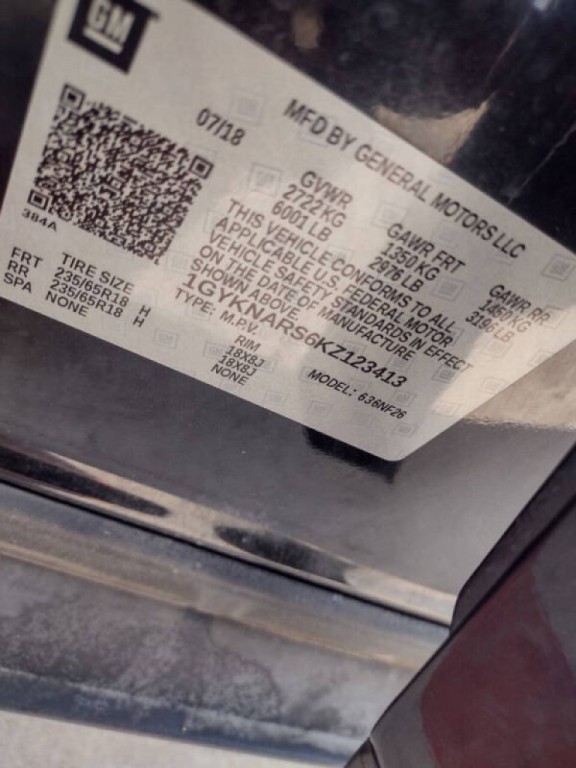 GM
07/18
MFD BY GENERAL MOTORS LLC
GVWR GAWR FRT GAWR RR
2722 KG 1350 KG 1450 KG
6001 LB 2976 LB 3196 LB
THIS VEHICLE CONFORMS TO ALL
APPLICABLE U.S. FEDERAL MOTOR
VEHICLE SAFETY STANDARDS IN EFFECT
ON THE DATE OF MANUFACTURE
SHOWN ABOVE.
1GYKNARS6KZ123413
TYPE: M.P.V. MODEL: 636NF26
384A
TIRE SIZE RIM
FRT 235/65R18 H 18X8J
RR 235/65R18 H 18X8J
SPA NONE NONE